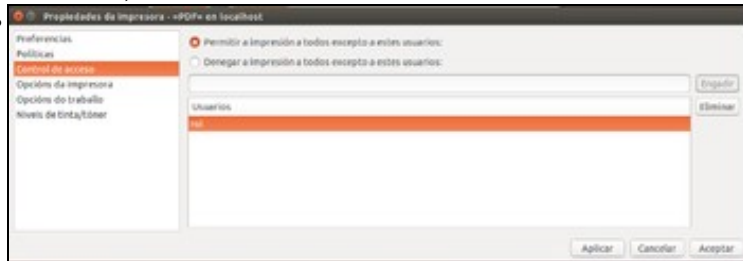 Propiedades da impresora - «PDF» en localhost
Preferencias
Políticas
Control de acceso
Opcións da impresora
Opcións do traballo
Niveis de tinta/tóner
Permitir a impresión a todos excepto a estes usuarios:
Denegar a impresión a todos excepto a estes usuarios:
Engadir
Usuarios
Eliminar
Aplicar
Cancelar
Aceptar